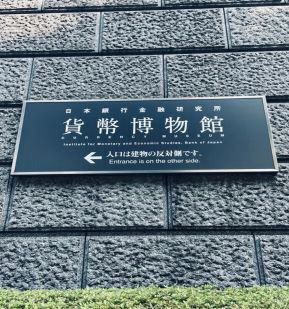 日本銀行金融研究所
貨幣博物館
CURRENCY MUSEUM
Institute for Monetary and Economic Studies, Bank of Japan
入口は建物の反対側です。
Entrance is on the other side.